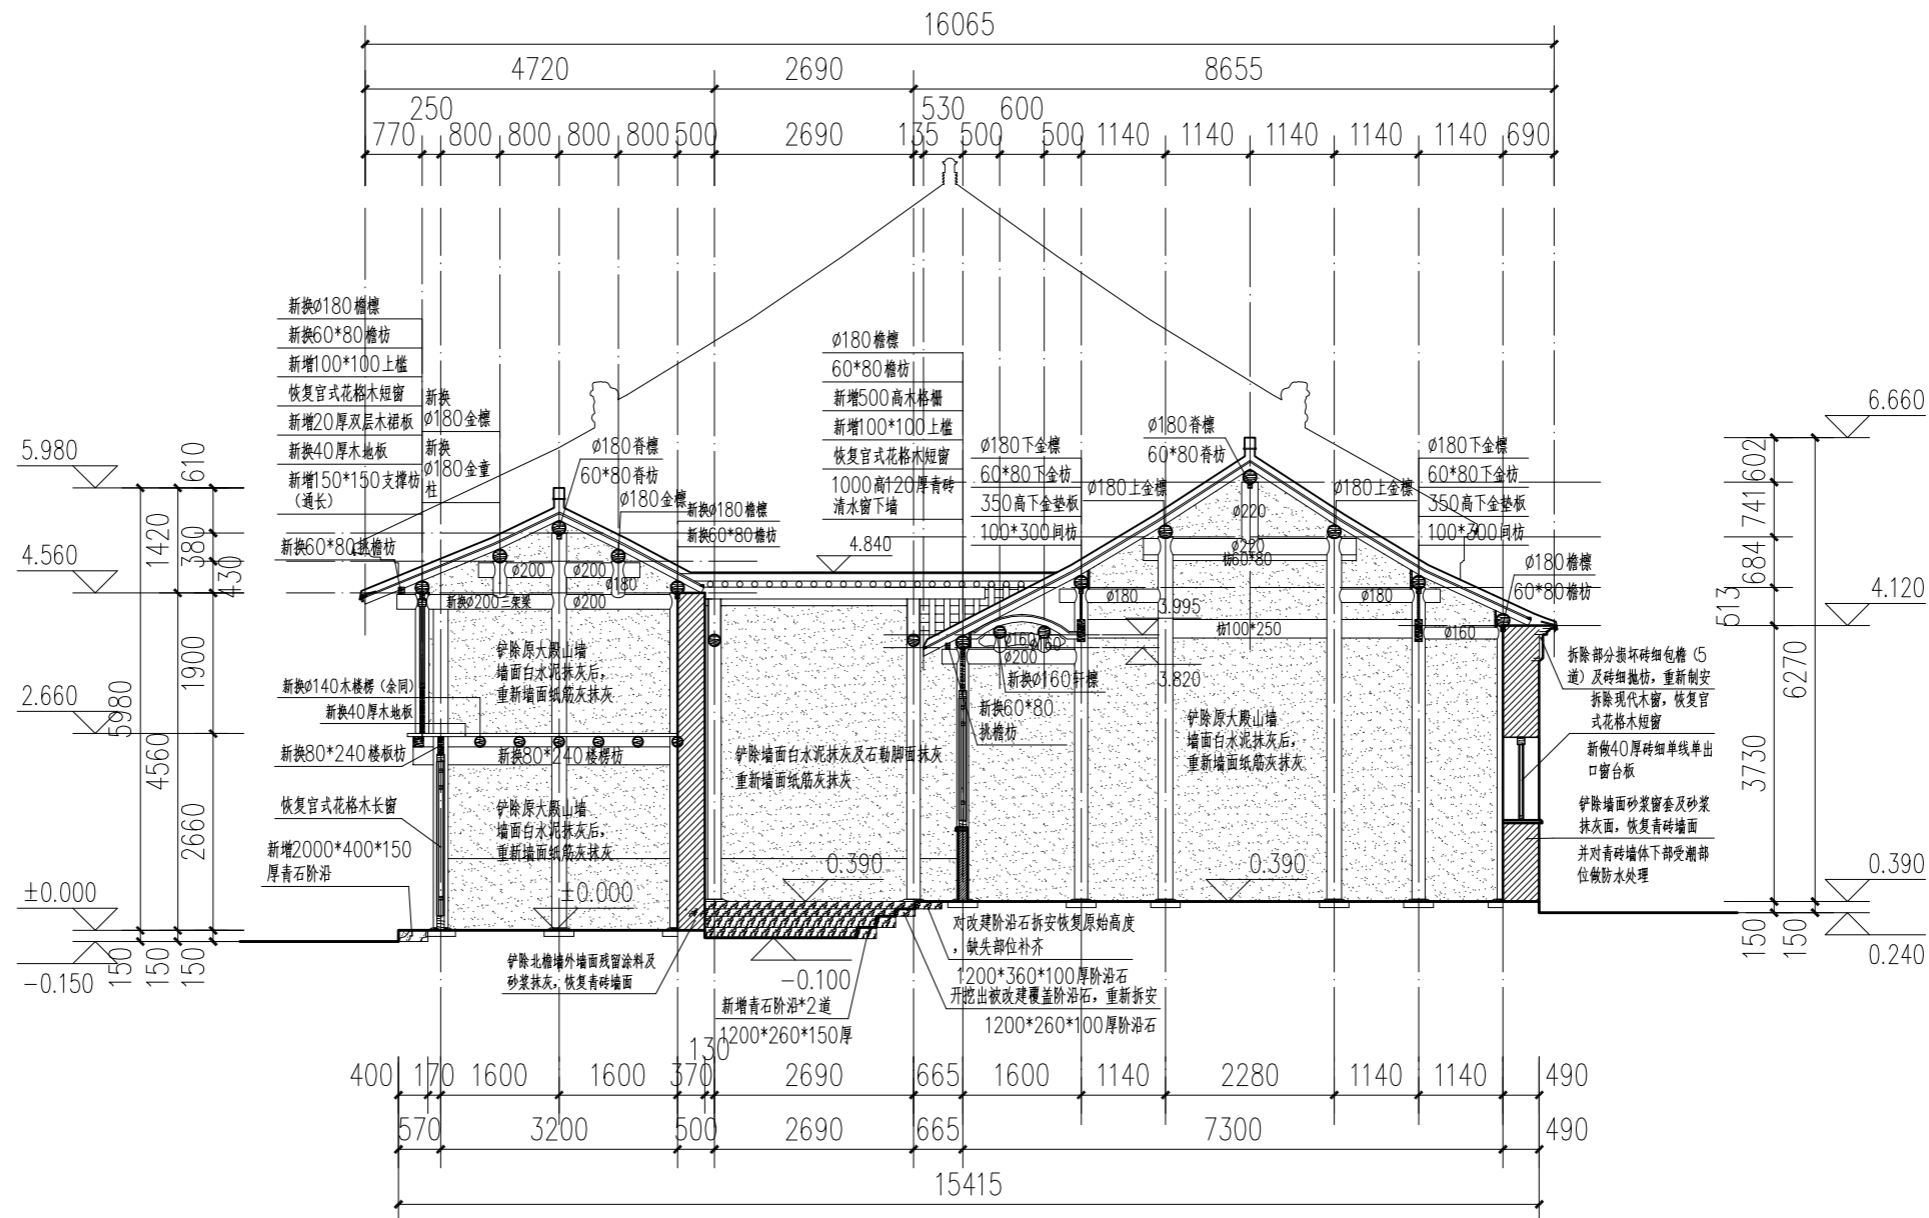 16065
4720 2690 8655
250 530 600
770 800 800 800 800 500 2690 135 500 500 1140 1140 1140 1140 1140 690
新换Ø180檐檩
新换60*80檐枋
新增100*100上槛
恢复官式花格木短窗
新增20厚双层木裙板
新换40厚木地板
新增150*150支撑枋
(通长)
新换
Ø180金檩
新换
Ø180金童
柱
新换60*80挑檐枋
Ø180脊檩
60*80脊枋
Ø180金檩
新换Ø180檐檩
新换60*80檐枋
Ø180檐檩
60*80檐枋
新增500高木格栅
新增100*100上槛
恢复官式花格木短窗
1000高120厚青砖
清水窗下墙
4.840
Ø180下金檩
60*80下金枋
350高下金垫板
100*300间枋
Ø180上金檩
Ø180脊檩
60*80脊枋
Ø180上金檩
Ø180下金檩
60*80下金枋
350高下金垫板
100*300间枋
Ø180檐檩
60*80檐枋
5.980
4.560
2.660
±0.000
-0.150
610
1420
380
430
1900
5980
4560
2660
150
150
150
6.660
4.120
0.390
0.240
602
741
684
513
6270
3730
150
150
Ø200 Ø200
Ø180
新换Ø200三架梁 Ø200
Ø220
Ø220
枋60*80
Ø180 Ø180
3.995
枋100*250
Ø160 Ø160
Ø200
Ø160
新换Ø160轩檩
3.820
新换60*80
挑檐枋
铲除原大殿山墙
墙面白水泥抹灰后,
重新墙面纸筋灰抹灰
新换Ø140木楼楞(余同)
新换40厚木地板
新换80*240楼板枋
新换80*240楼楞枋
恢复官式花格木长窗
新增2000*400*150
厚青石阶沿
铲除原大殿山墙
墙面白水泥抹灰后,
重新墙面纸筋灰抹灰
±0.000
铲除墙面白水泥抹灰及石勒脚面抹灰
重新墙面纸筋灰抹灰
铲除原大殿山墙
墙面白水泥抹灰后,
重新墙面纸筋灰抹灰
0.390
0.390
拆除部分损坏砖细包檐(5
道)及砖细抛枋,重新制安
拆除现代木窗,恢复官
式花格木短窗
新做40厚砖细单线单出
口窗台板
铲除墙面砂浆窗套及砂浆
抹灰面,恢复青砖墙面
并对青砖墙体下部受潮部
位做防水处理
铲除北檐墙外墙面残留涂料及
砂浆抹灰,恢复青砖墙面
-0.100
新增青石阶沿*2道
1200*260*150厚
对改建阶沿石拆安恢复原始高度
,缺失部位补齐
1200*360*100厚阶沿石
开挖出被改建覆盖阶沿石,重新拆安
1200*260*100厚阶沿石
130
400 170 1600 1600 370 2690 665 1600 1140 2280 1140 1140 490
570 3200 500 2690 665 7300 490
15415